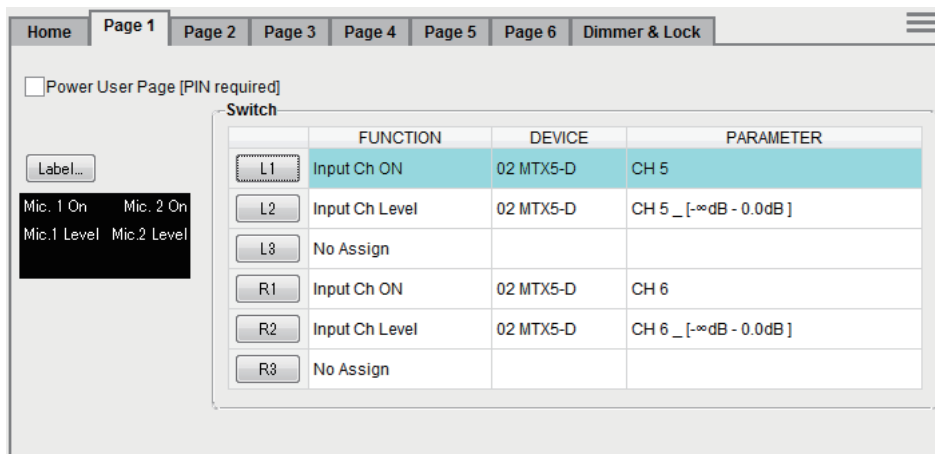 Home Page 1 Page 2 Page 3 Page 4 Page 5 Page 6 Dimmer & Lock
Power User Page [PIN required]
Switch
FUNCTION DEVICE PARAMETER
Label...
L1 Input Ch ON 02 MTX5-D CH 5
Mic. 1 On Mic. 2 On
L2 Input Ch Level 02 MTX5-D CH 5 _ [-∞dB - 0.0dB ]
Mic.1 Level Mic.2 Level
L3 No Assign
R1 Input Ch ON 02 MTX5-D CH 6
R2 Input Ch Level 02 MTX5-D CH 6 _ [-∞dB - 0.0dB ]
R3 No Assign